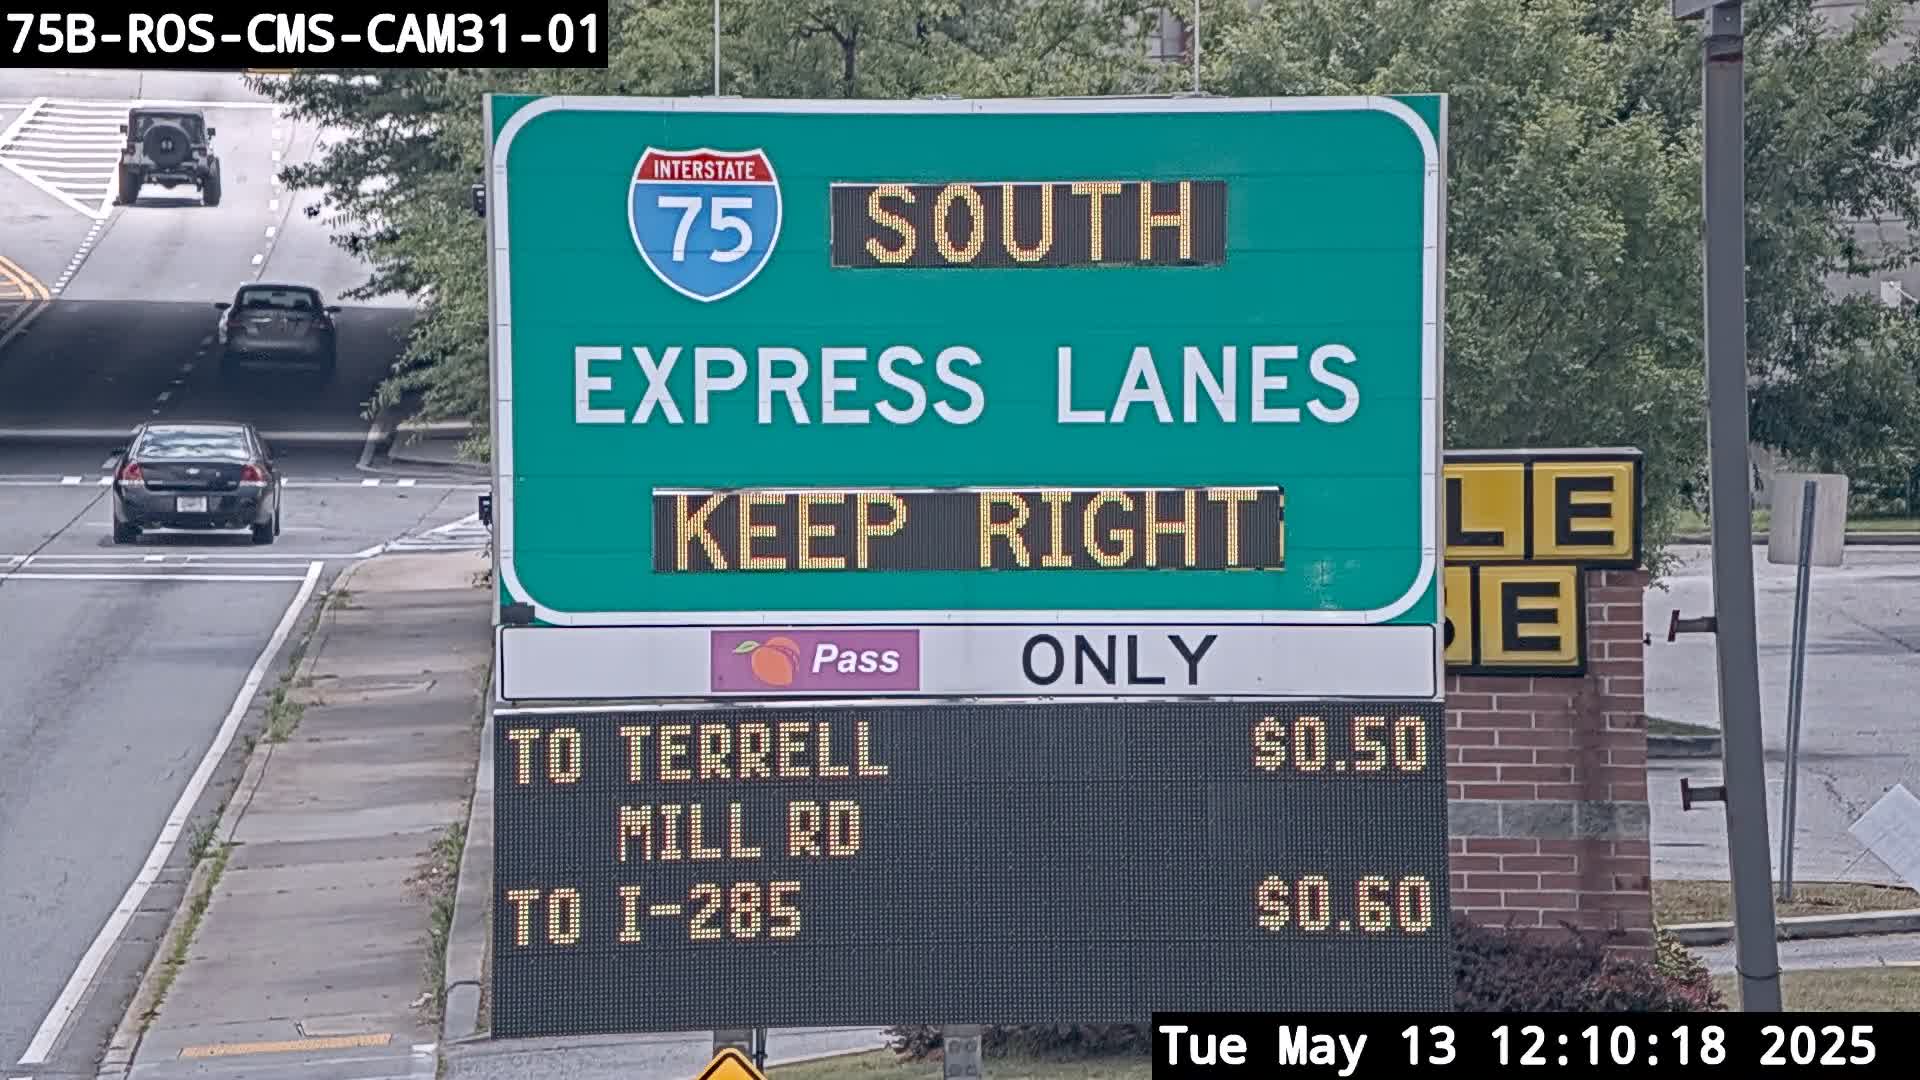 75B-ROS-CMS-CAM31-01
INTERSTATE
75
SOUTH
EXPRESS LANES
KEEP RIGHT
LE
E
Pass ONLY
TO TERRELL $0.50
MILL RD
TO I-285 $0.60
Tue May 13 12:10:18 2025